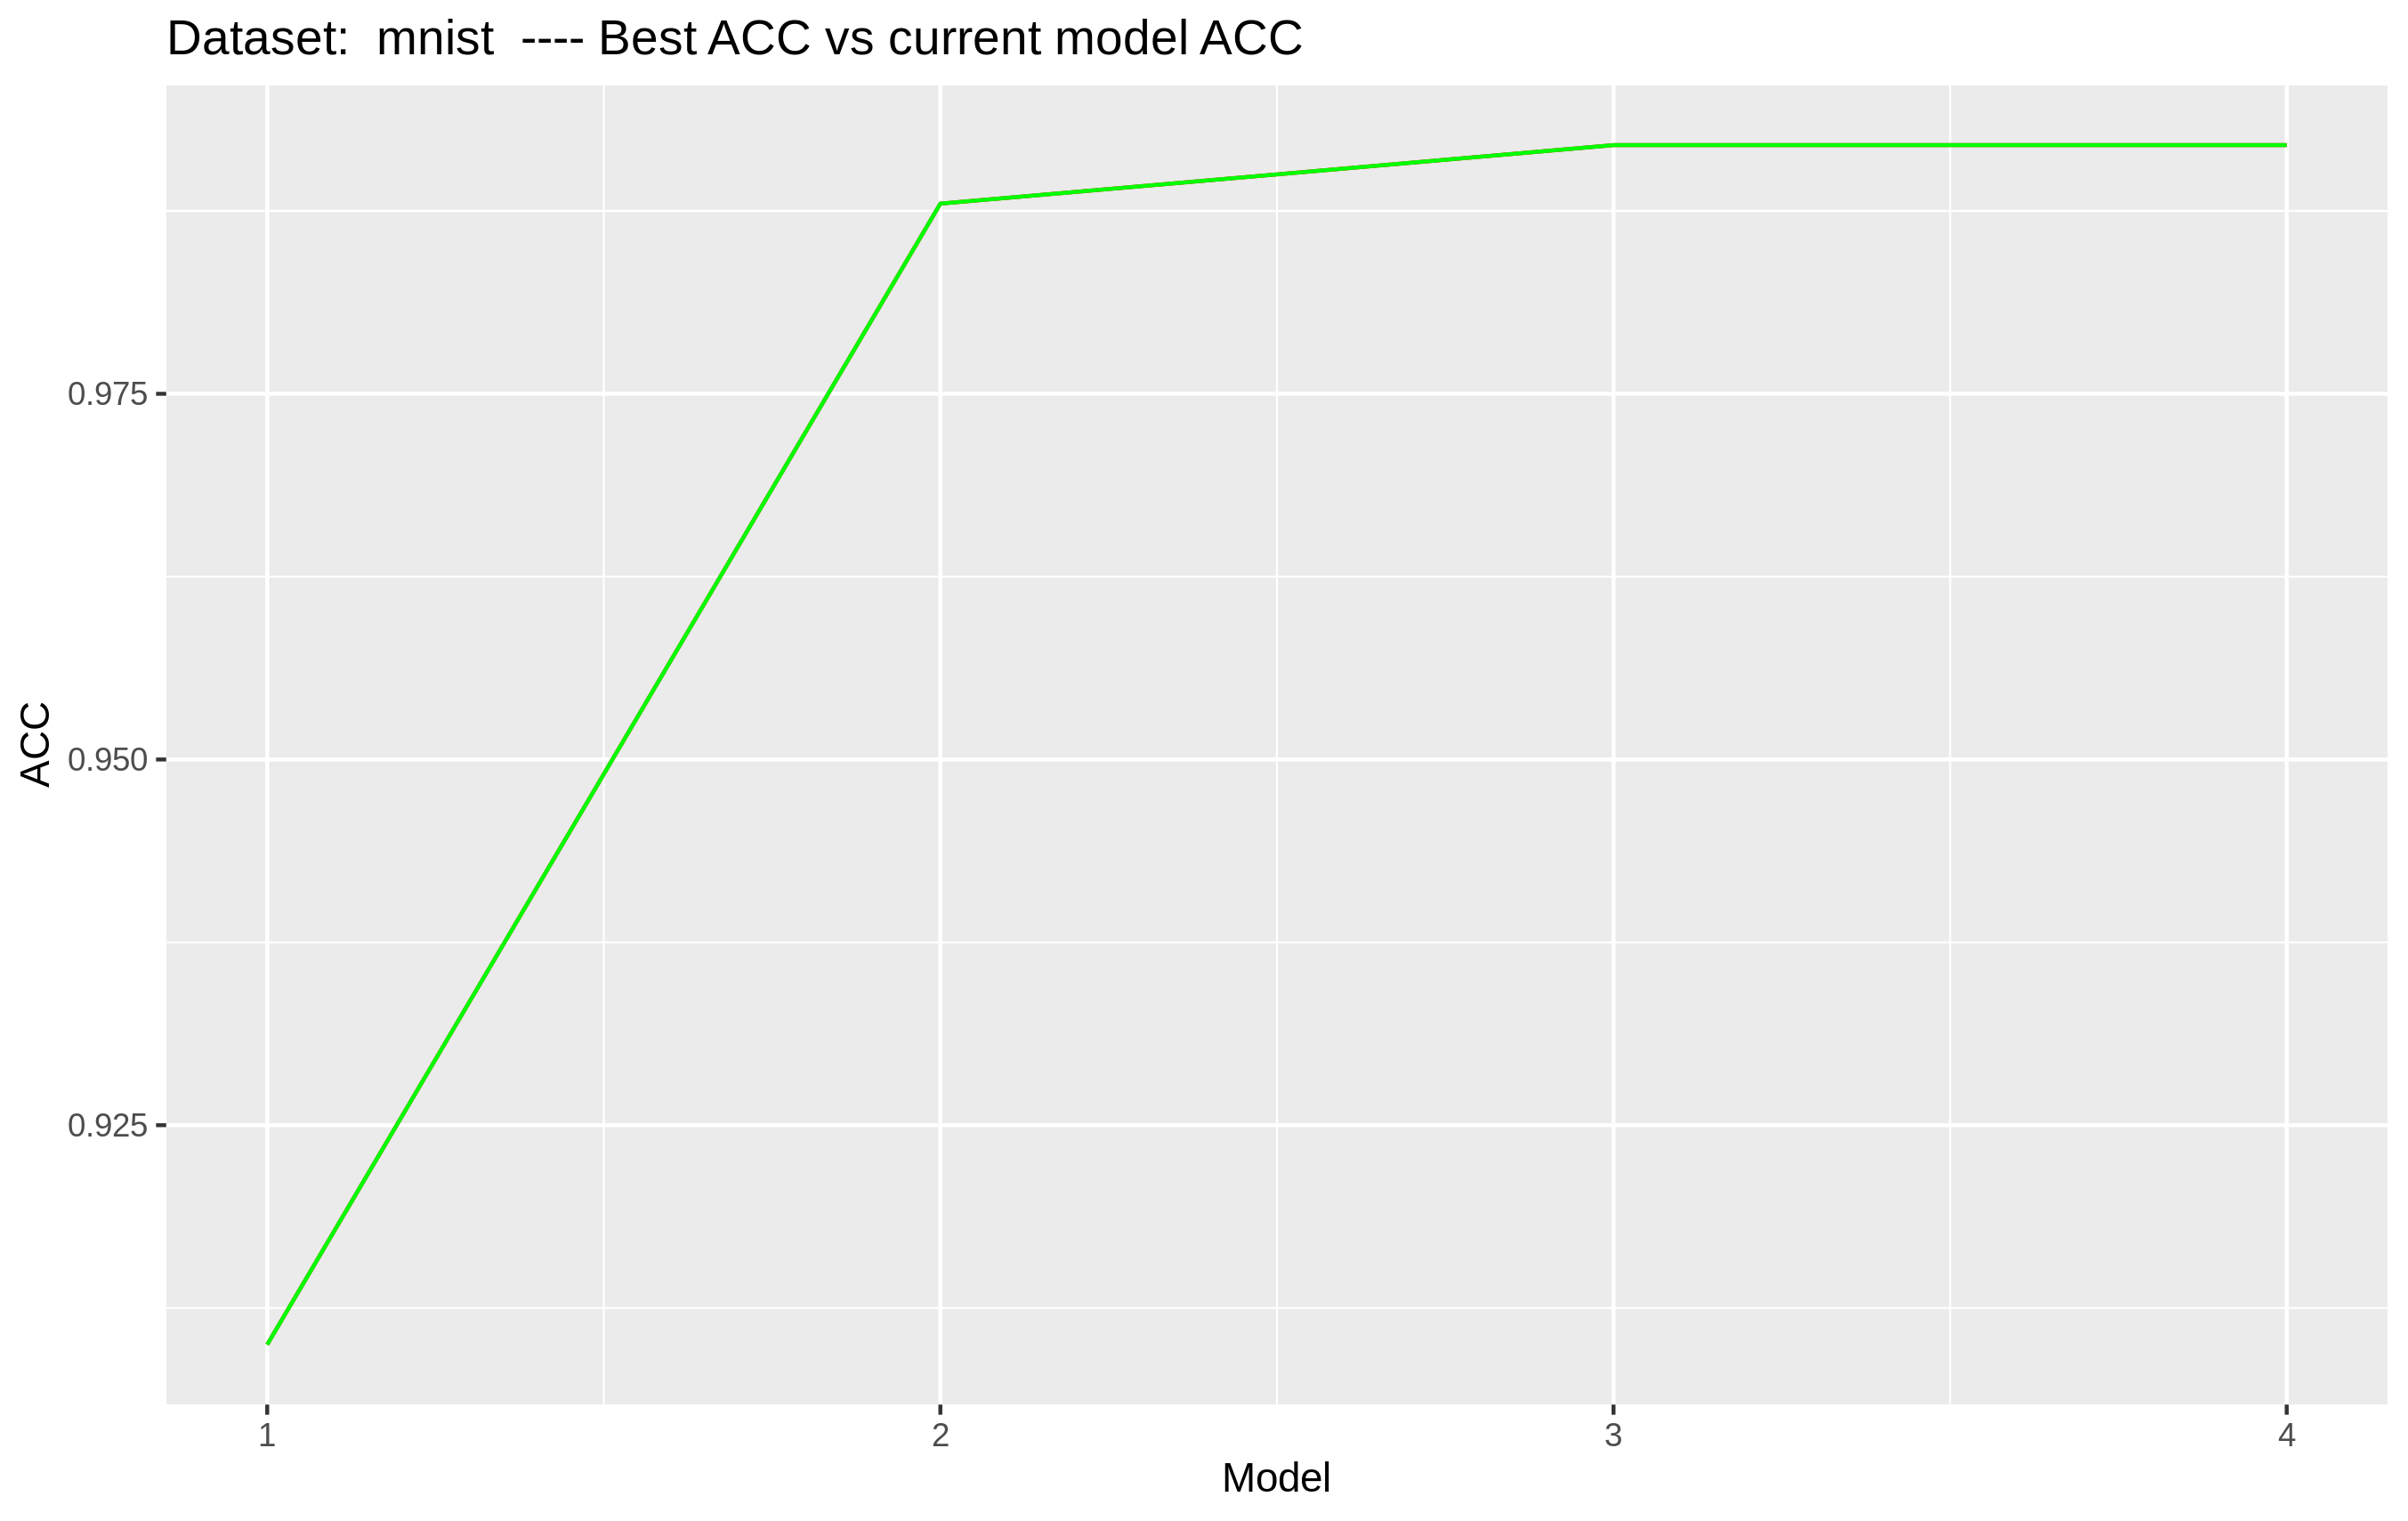 Dataset:  mnist  ---- Best ACC vs current model ACC
ACC
0.975
0.950
0.925
1 2 3 4
Model